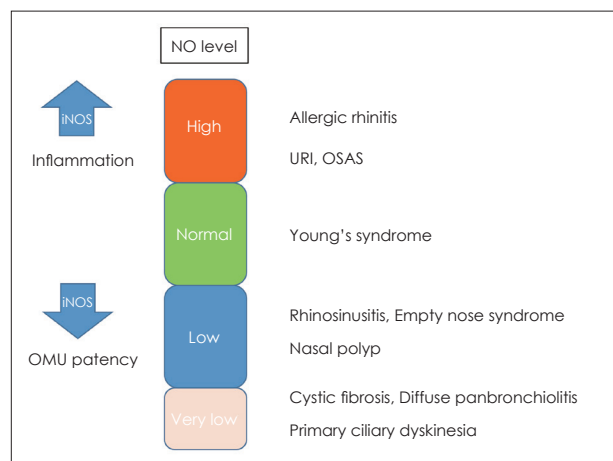 NO level
iNOS
Inflammation
High
Allergic rhinitis
URI, OSAS
Normal
Young's syndrome
iNOS
OMU patency
Low
Rhinosinusitis, Empty nose syndrome
Nasal polyp
Very low
Cystic fibrosis, Diffuse panbronchiolitis
Primary ciliary dyskinesia